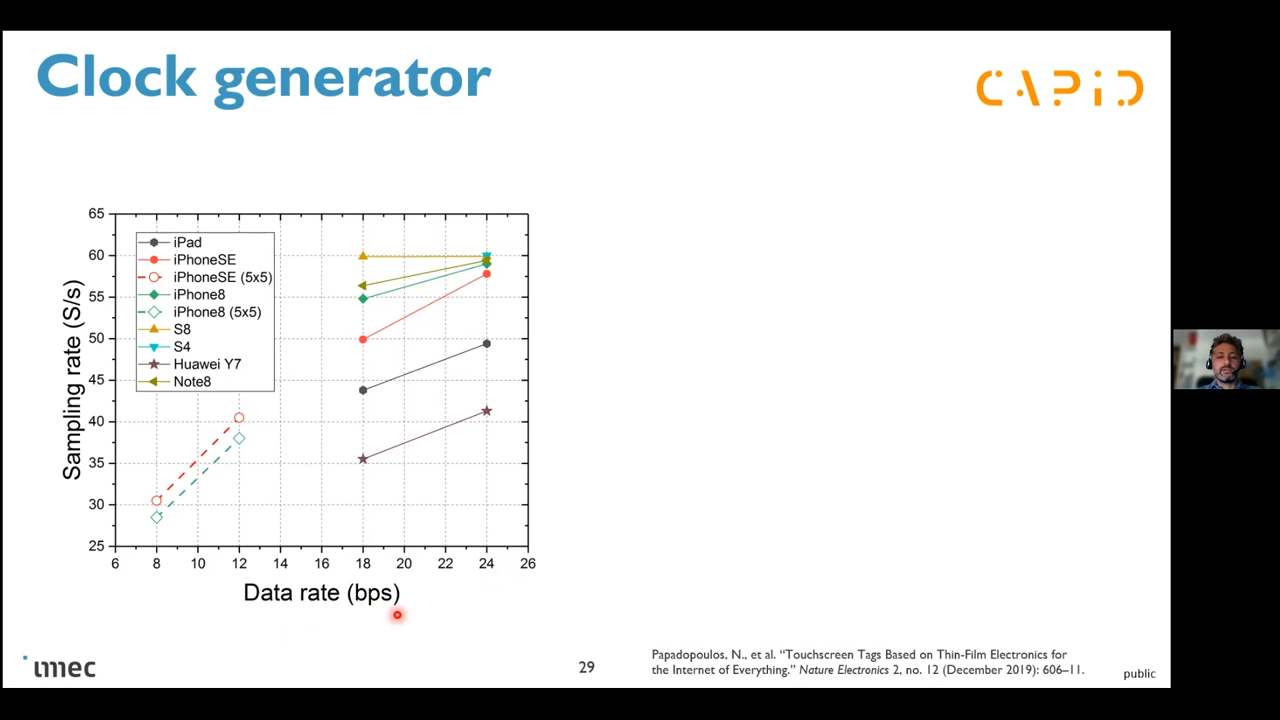 Clock generator
CAPID
65
60
55
50
45
40
35
30
25
Sampling rate (S/s)
iPad
iPhoneSE
iPhoneSE (5x5)
iPhone8
iPhone8 (5x5)
S8
S4
Huawei Y7
Note8
6 8 10 12 14 16 18 20 22 24 26
Data rate (bps)
imec
29
Papadopoulos, N., et al. “Touchscreen Tags Based on Thin-Film Electronics for
the Internet of Everything.” Nature Electronics 2, no. 12 (December 2019): 606–11.
public